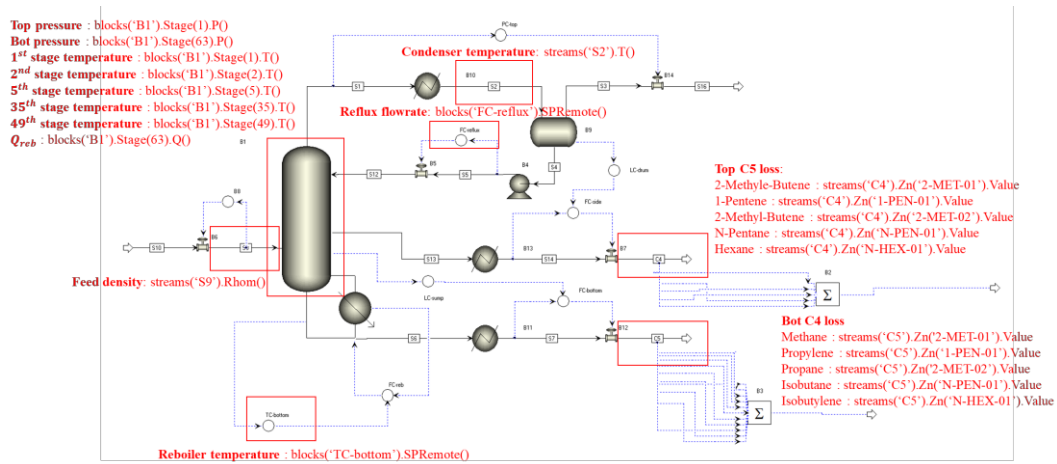 Top pressure : blocks(‘B1’).Stage(1).P()
Bot pressure : blocks(‘B1’).Stage(63).P()
1ˢᵗ stage temperature : blocks(‘B1’).Stage(1).T()
2ⁿᵈ stage temperature : blocks(‘B1’).Stage(2).T()
5ᵗʰ stage temperature : blocks(‘B1’).Stage(5).T()
35ᵗʰ stage temperature : blocks(‘B1’).Stage(35).T()
49ᵗʰ stage temperature : blocks(‘B1’).Stage(49).T()
Q_reb : blocks(‘B1’).Stage(63).Q()
FC-top
Condenser temperature: streams(‘S2’).T()
B10
S1
S2
S3
B14
S16
Reflux flowrate: blocks(‘FC-reflux’).SPRemote()
FC-reflux
B9
B1
S12
B5
S5
B4
S4
LC-drum
Top C5 loss:
2-Methyle-Butene : streams(‘C4’).Zn(‘2-MET-01’).Value
1-Pentene : streams(‘C4’).Zn(‘1-PEN-01’).Value
2-Methyl-Butene : streams(‘C4’).Zn(‘2-MET-02’).Value
N-Pentane : streams(‘C4’).Zn(‘N-PEN-01’).Value
Hexane : streams(‘C4’).Zn(‘N-HEX-01’).Value
B8
FC-side
S10
B6
S13
B13
S14
B7
C4
B2
Σ
Feed density: streams(‘S9’).Rhom()
LC-sump
FC-bottom
S6
B11
S7
B12
C5
Bot C4 loss
Methane : streams(‘C5’).Zn(‘2-MET-01’).Value
Propylene : streams(‘C5’).Zn(‘1-PEN-01’).Value
Propane : streams(‘C5’).Zn(‘2-MET-02’).Value
Isobutane : streams(‘C5’).Zn(‘N-PEN-01’).Value
Isobutylene : streams(‘C5’).Zn(‘N-HEX-01’).Value
FC-reb
B3
Σ
TC-bottom
Reboiler temperature : blocks(‘TC-bottom’).SPRemote()